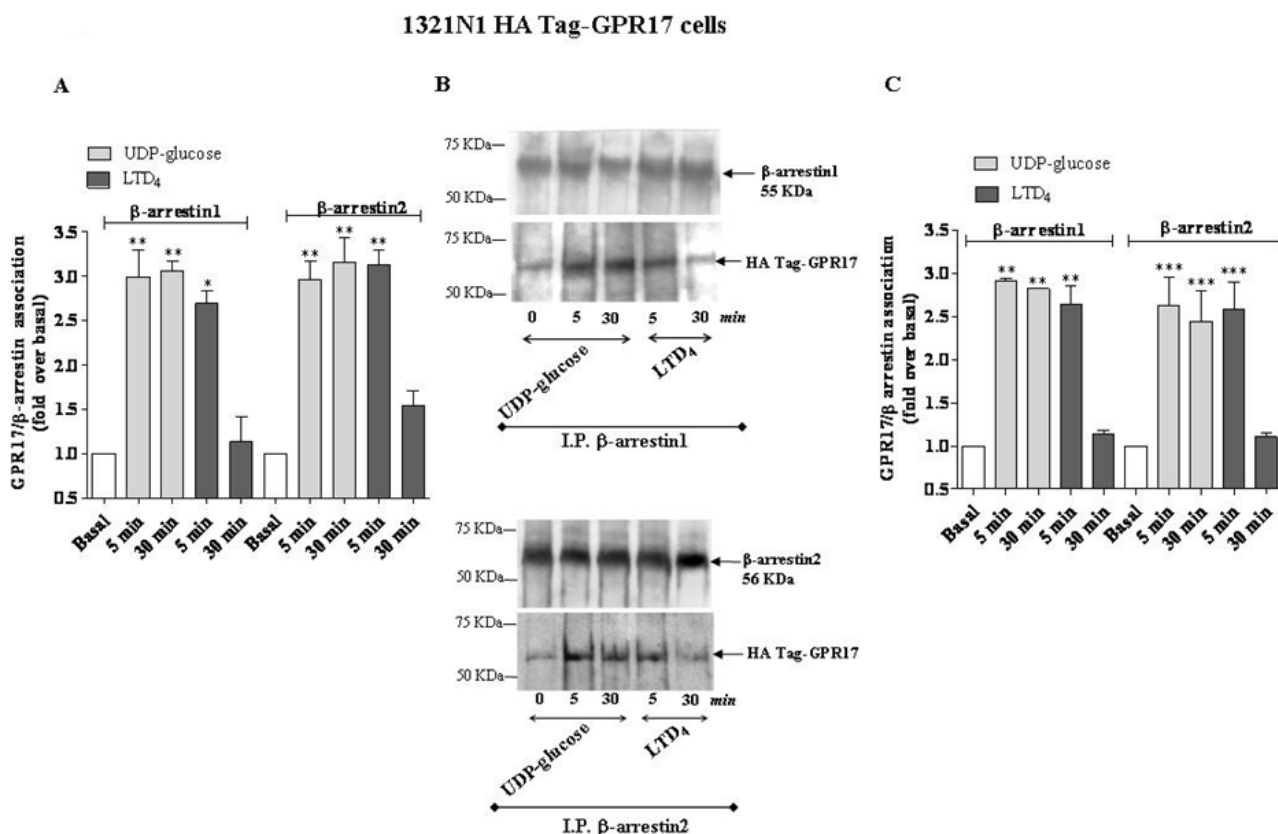 1321N1 HA Tag-GPR17 cells
A
UDP-glucose
LTD4
β-arrestin1
β-arrestin2
GPR17/β-arrestin association
(fold over basal)
3.5
3.0
2.5
2.0
1.5
1.0
0.5
** ** * ** ** **
Basal
5 min
30 min
5 min
30 min
Basal
5 min
30 min
5 min
30 min
B
75 KDa
50 KDa
β-arrestin1
55 KDa
75 KDa
50 KDa
HA Tag-GPR17
0 5 30 5 30 min
UDP-glucose
LTD4
I.P. β-arrestin1
75 KDa
50 KDa
β-arrestin2
56 KDa
75 KDa
50 KDa
HA Tag-GPR17
0 5 30 5 30 min
UDP-glucose
LTD4
I.P. β-arrestin2
C
UDP-glucose
LTD4
β-arrestin1
β-arrestin2
GPR17/β arrestin association
(fold over basal)
3.5
3.0
2.5
2.0
1.5
1.0
0.5
** ** ** *** *** ***
Basal
5 min
30 min
5 min
30 min
Basal
5 min
30 min
5 min
30 min